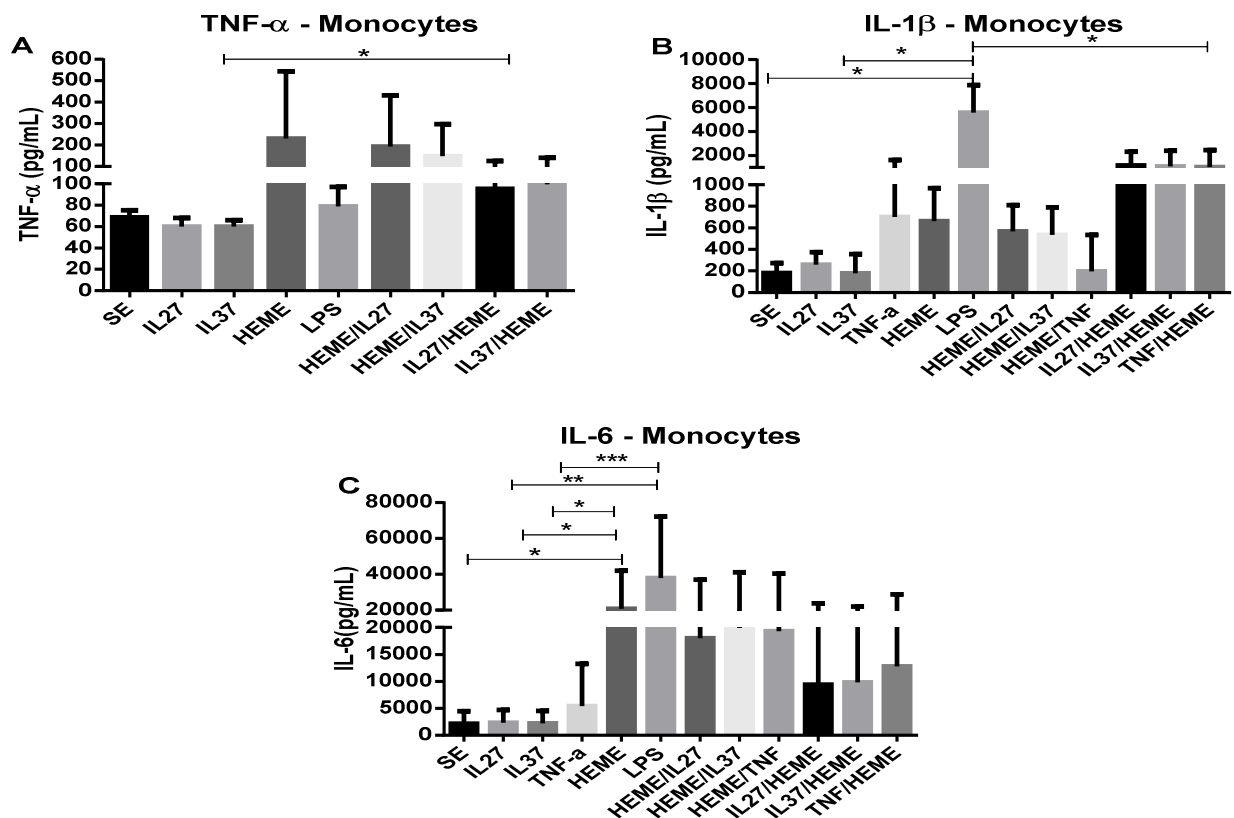 TNF-α - Monocytes
A
*
TNF-α (pg/mL)
600
500
400
300
200
100
100
80
60
40
20
0
SE
IL27
IL37
HEME
LPS
HEME/IL27
HEME/IL37
IL27/HEME
IL37/HEME
IL-1β - Monocytes
B
*
*
*
IL-1β (pg/mL)
10000
8000
6000
4000
2000
1000
800
600
400
200
0
SE
IL27
IL37
TNF-a
HEME
LPS
HEME/IL27
HEME/IL37
HEME/TNF
IL27/HEME
IL37/HEME
TNF/HEME
IL-6 - Monocytes
C
***
**
*
*
*
IL-6(pg/mL)
80000
60000
40000
20000
20000
15000
10000
5000
0
SE
IL27
IL37
TNF-a
HEME
LPS
HEME/IL27
HEME/IL37
HEME/TNF
IL27/HEME
IL37/HEME
TNF/HEME